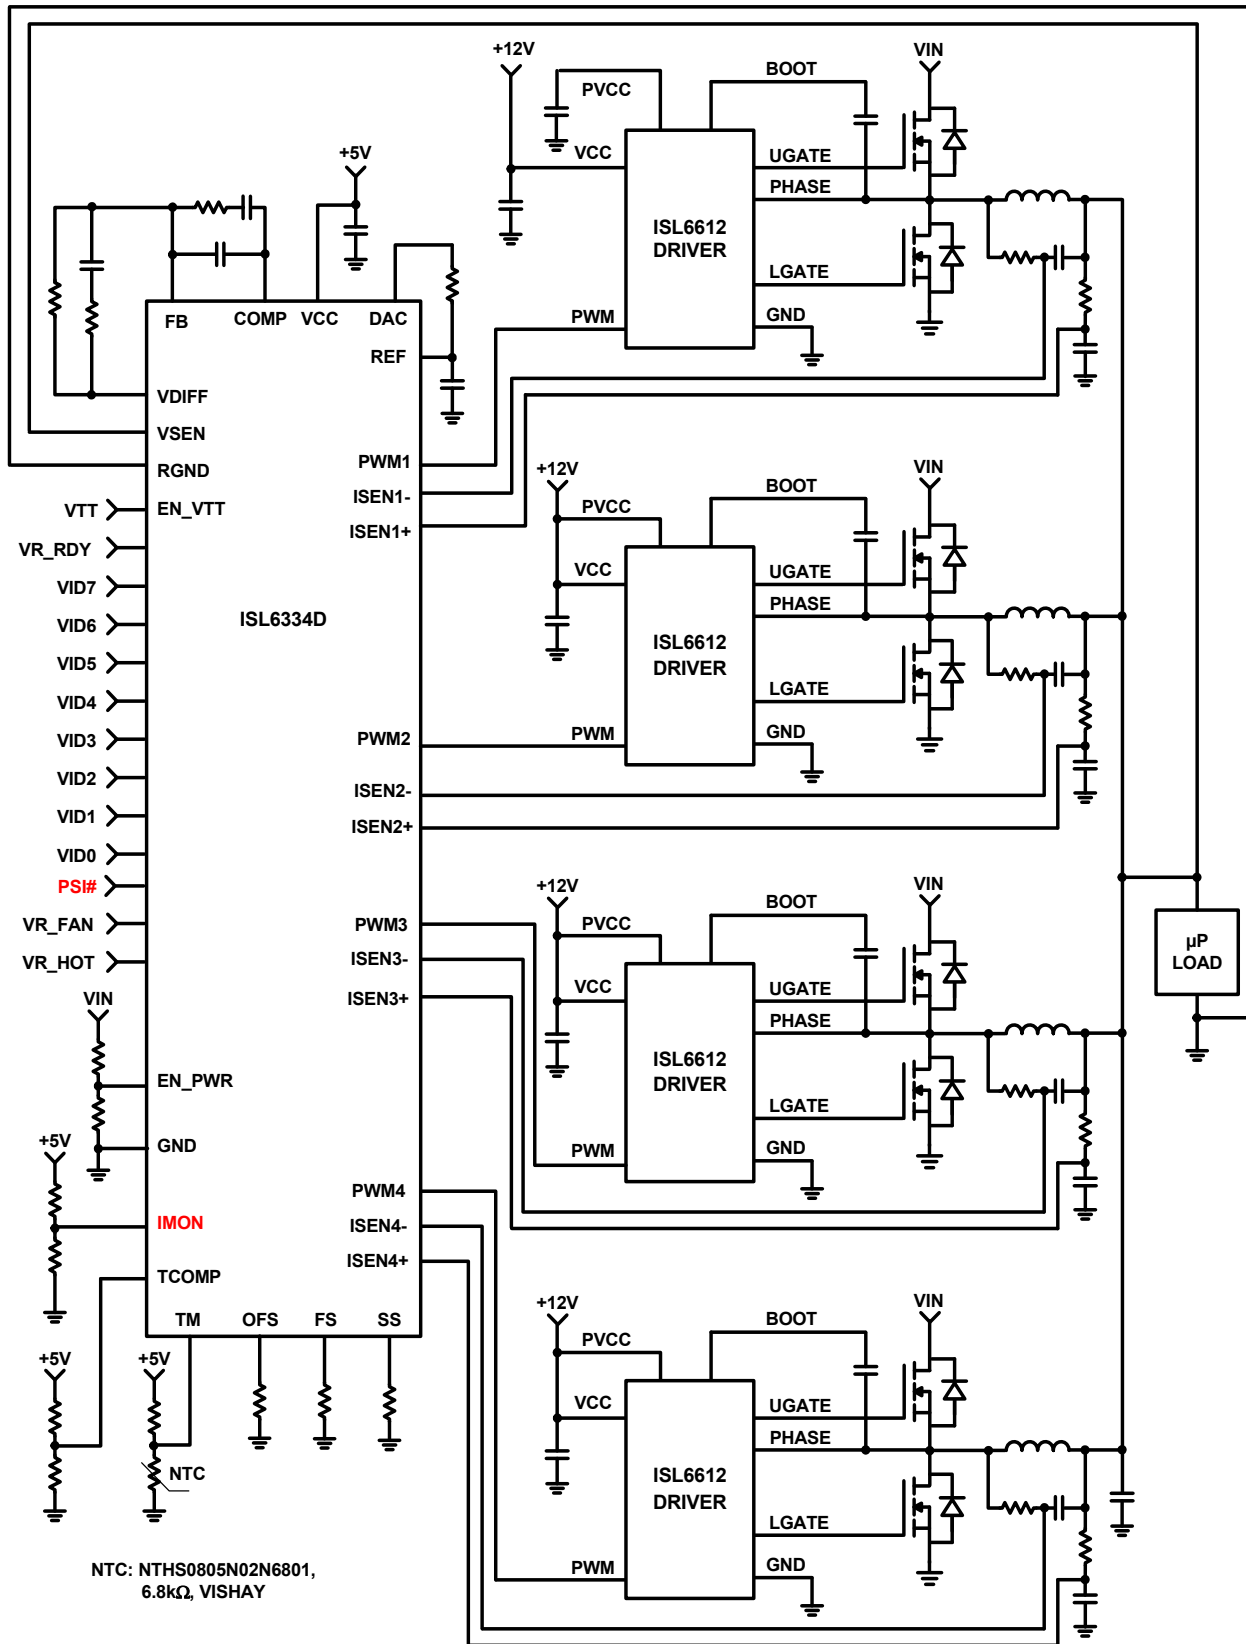 +12V
PVCC
BOOT
VIN
VCC
UGATE
PHASE
ISL6612
DRIVER
LGATE
PWM
GND
+5V
FB
COMP
VCC
DAC
REF
VDIFF
VSEN
RGND
EN_VTT
VTT
VR_RDY
VID7
VID6
VID5
VID4
VID3
VID2
VID1
VID0
PSI#
VR_FAN
VR_HOT
VIN
EN_PWR
GND
+5V
IMON
TCOMP
TM
OFS
FS
SS
ISL6334D
PWM1
ISEN1-
ISEN1+
PWM2
ISEN2-
ISEN2+
PWM3
ISEN3-
ISEN3+
PWM4
ISEN4-
ISEN4+
+12V
PVCC
BOOT
VIN
VCC
UGATE
PHASE
ISL6612
DRIVER
LGATE
PWM
GND
+12V
PVCC
BOOT
VIN
VCC
UGATE
PHASE
ISL6612
DRIVER
LGATE
PWM
GND
µP
LOAD
+12V
PVCC
BOOT
VIN
VCC
UGATE
PHASE
ISL6612
DRIVER
LGATE
PWM
GND
+5V
+5V
NTC
NTC: NTHS0805N02N6801,
6.8kΩ, VISHAY